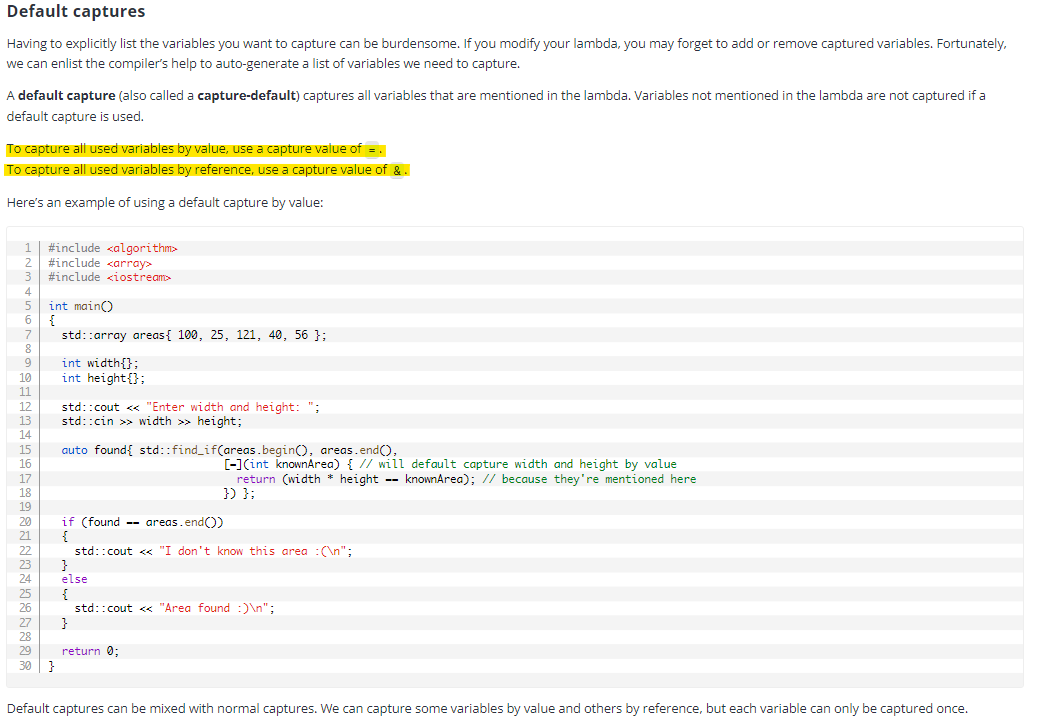 Default captures
Having to explicitly list the variables you want to capture can be burdensome. If you modify your lambda, you may forget to add or remove captured variables. Fortunately,
we can enlist the compiler’s help to auto-generate a list of variables we need to capture.
A default capture (also called a capture-default) captures all variables that are mentioned in the lambda. Variables not mentioned in the lambda are not captured if a
default capture is used.
To capture all used variables by value, use a capture value of = .
To capture all used variables by reference, use a capture value of & .
Here’s an example of using a default capture by value:
1 #include <algorithm>
2 #include <array>
3 #include <iostream>
4
5 int main()
6 {
7 std::array areas{ 100, 25, 121, 40, 56 };
8
9 int width{};
10 int height{};
11
12 std::cout << "Enter width and height: ";
13 std::cin >> width >> height;
14
15 auto found{ std::find_if(areas.begin(), areas.end(),
16 [=](int knownArea) { // will default capture width and height by value
17 return (width * height == knownArea); // because they're mentioned here
18 }) };
19
20 if (found == areas.end())
21 {
22 std::cout << "I don't know this area :(\n";
23 }
24 else
25 {
26 std::cout << "Area found :)\n";
27 }
28
29 return 0;
30 }
Default captures can be mixed with normal captures. We can capture some variables by value and others by reference, but each variable can only be captured once.